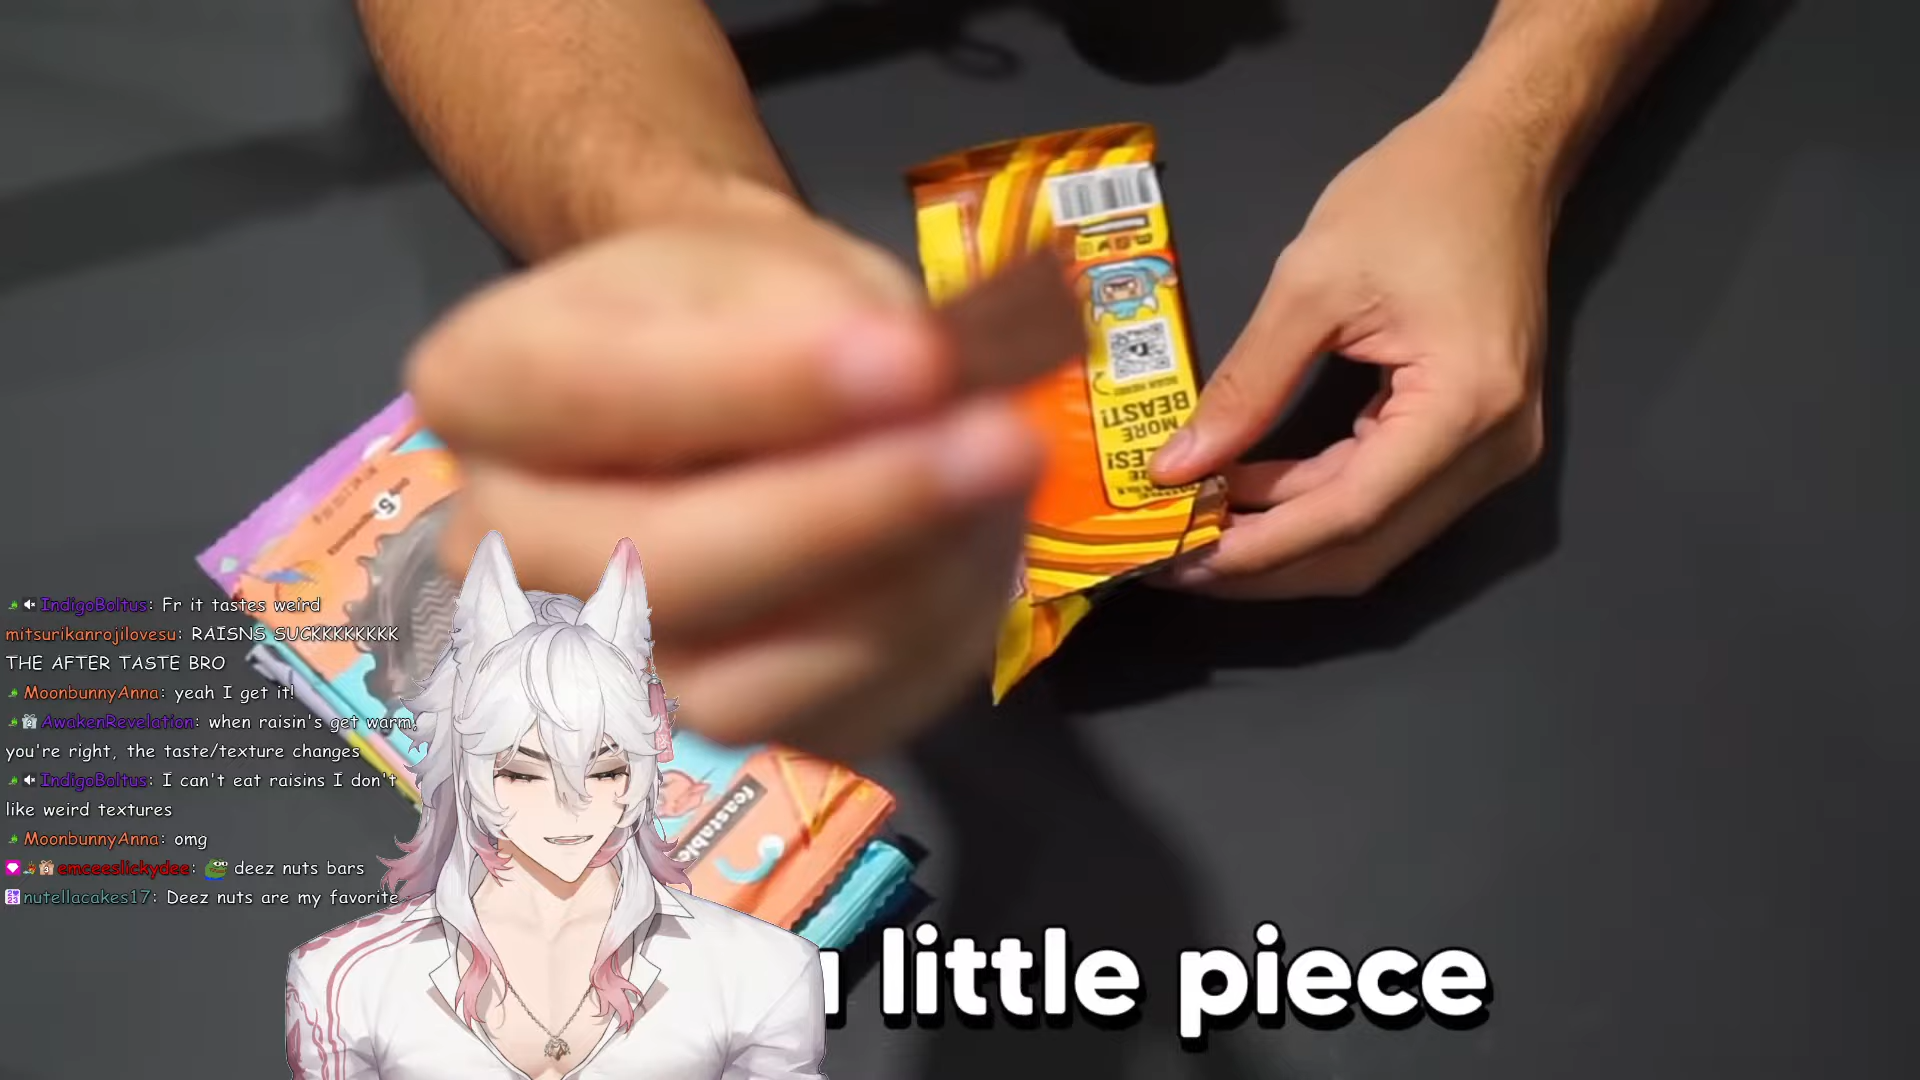 BEAST!
MORE
feastable
IndigoBoltus: Fr it tastes weird
mitsurikanrojilovesu: RAISNS SUCKKKKKKKK
THE AFTER TASTE BRO
MoonbunnyAnna: yeah I get it!
AwakenRevelation: when raisin's get warm,
you're right, the taste/texture changes
IndigoBoltus: I can't eat raisins I don't
like weird textures
MoonbunnyAnna: omg
emceeslickydee: deez nuts bars
nutellacakes17: Deez nuts are my favorite
little piece